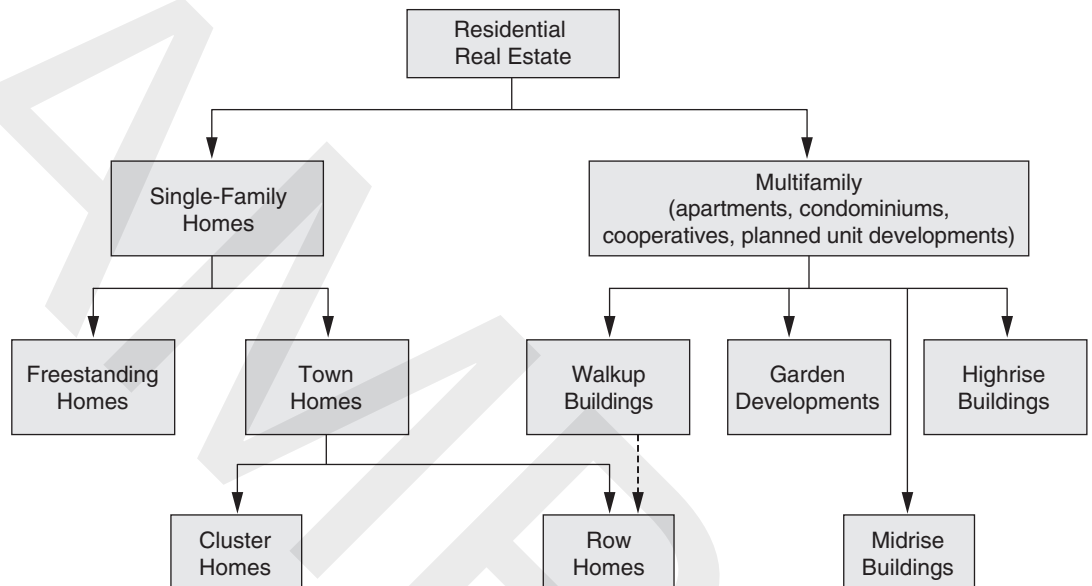 Residential
Real Estate
Single-Family
Homes
Multifamily
(apartments, condominiums,
cooperatives, planned unit developments)
Freestanding
Homes
Town
Homes
Walkup
Buildings
Garden
Developments
Highrise
Buildings
Cluster
Homes
Row
Homes
Midrise
Buildings